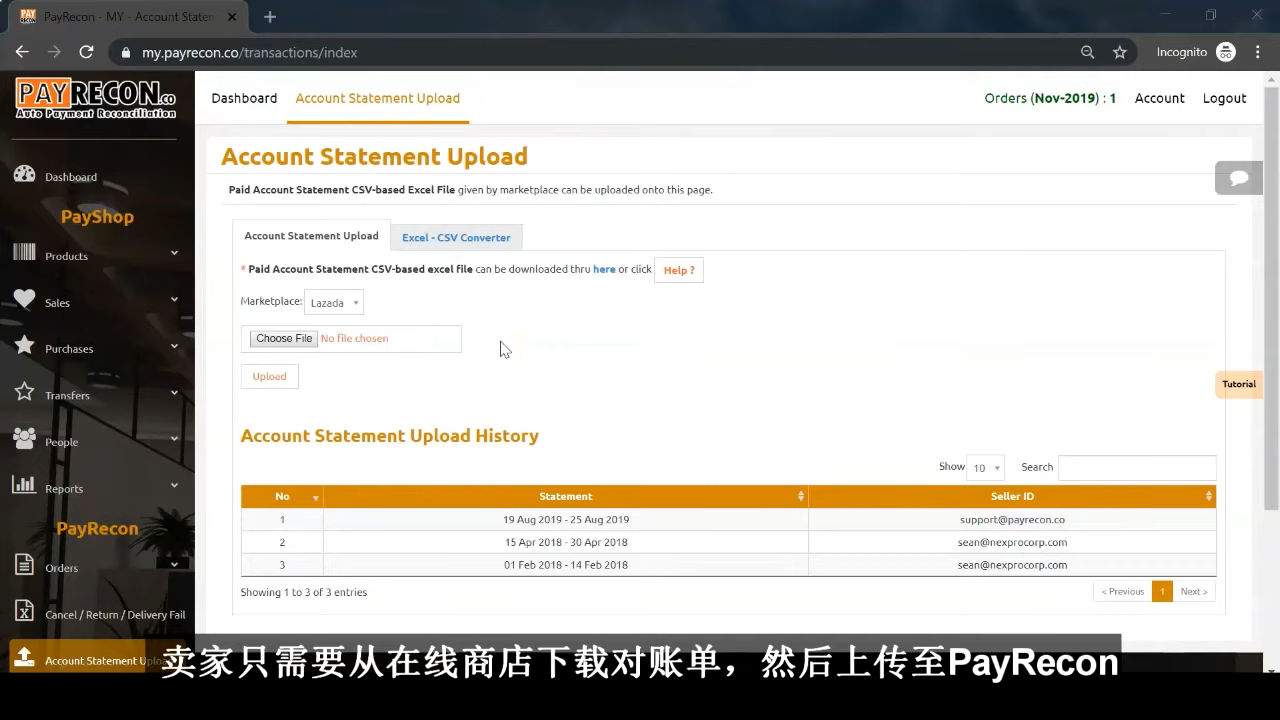 PayRecon - MY - Account Staten
my.payrecon.co/transactions/index
Incognito
PAYRECON.co
Auto Payment Reconciliation
Dashboard
Account Statement Upload
Orders (Nov-2019) : 1
Account
Logout
Dashboard
PayShop
Products
Sales
Purchases
Transfers
People
Reports
PayRecon
Orders
Cancel / Return / Delivery Fail
Account Statement Uplo
Account Statement Upload
Paid Account Statement CSV-based Excel File given by marketplace can be uploaded onto this page.
Account Statement Upload
Excel - CSV Converter
* Paid Account Statement CSV-based excel file can be downloaded thru here or click Help ?
Marketplace: Lazada
Choose File No file chosen
Upload
Tutorial
Account Statement Upload History
Show 10 Search
No Statement Seller ID
1 19 Aug 2019 - 25 Aug 2019 support@payrecon.co
2 15 Apr 2018 - 30 Apr 2018 sean@nexprocorp.com
3 01 Feb 2018 - 14 Feb 2018 sean@nexprocorp.com
Showing 1 to 3 of 3 entries
< Previous 1 Next >
卖家只需要从在线商店下载对账单，然后上传至PayRecon